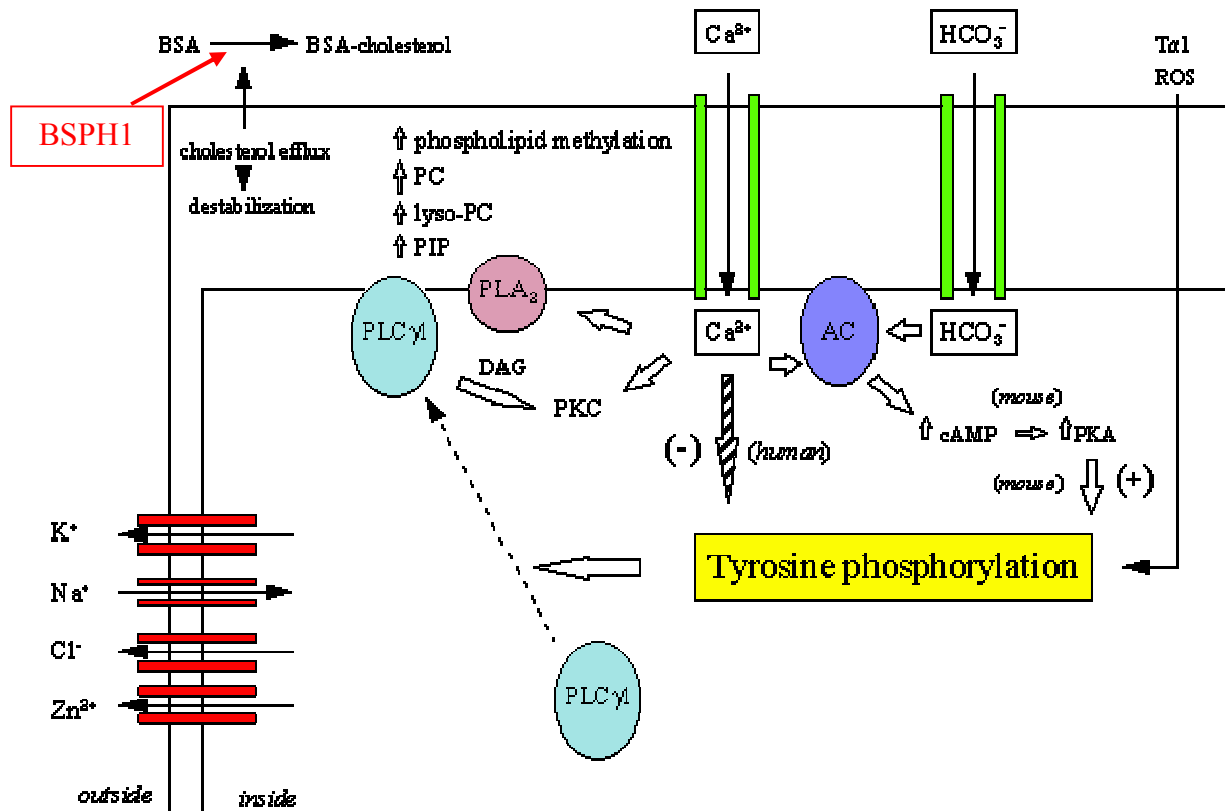 BSA
BSA-cholesterol
BSPH1
cholesterol efflux
destabilization
⇧ phospholipid methylation
⇧ PC
⇧ lyso-PC
⇧ PIP
Ca²⁺
HCO₃⁻
Tα1
ROS
PLCγ1
PLA₂
Ca²⁺
AC
HCO₃⁻
DAG
PKC
(mouse)
⇧ cAMP ⇨ ⇧PKA
(-)
(human)
(mouse)
(+)
Tyrosine phosphorylation
K⁺
Na⁺
Cl⁻
Zn²⁺
PLCγ1
outside
inside